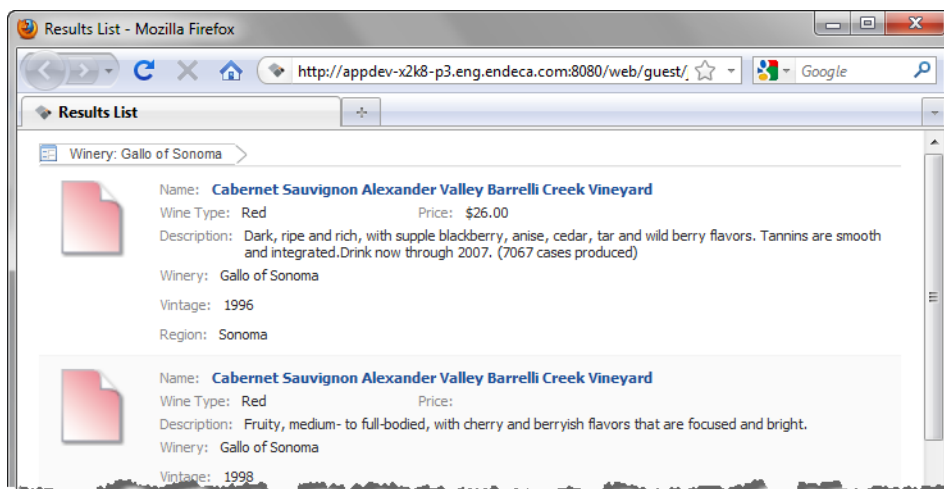 Results List - Mozilla Firefox
http://appdev-x2k8-p3.eng.endeca.com:8080/web/guest/
Google
Results List
Winery: Gallo of Sonoma
Name: Cabernet Sauvignon Alexander Valley Barrelli Creek Vineyard
Wine Type: Red Price: $26.00
Description: Dark, ripe and rich, with supple blackberry, anise, cedar, tar and wild berry flavors. Tannins are smooth
and integrated.Drink now through 2007. (7067 cases produced)
Winery: Gallo of Sonoma
Vintage: 1996
Region: Sonoma
Name: Cabernet Sauvignon Alexander Valley Barrelli Creek Vineyard
Wine Type: Red Price:
Description: Fruity, medium- to full-bodied, with cherry and berryish flavors that are focused and bright.
Winery: Gallo of Sonoma
Vintage: 1998